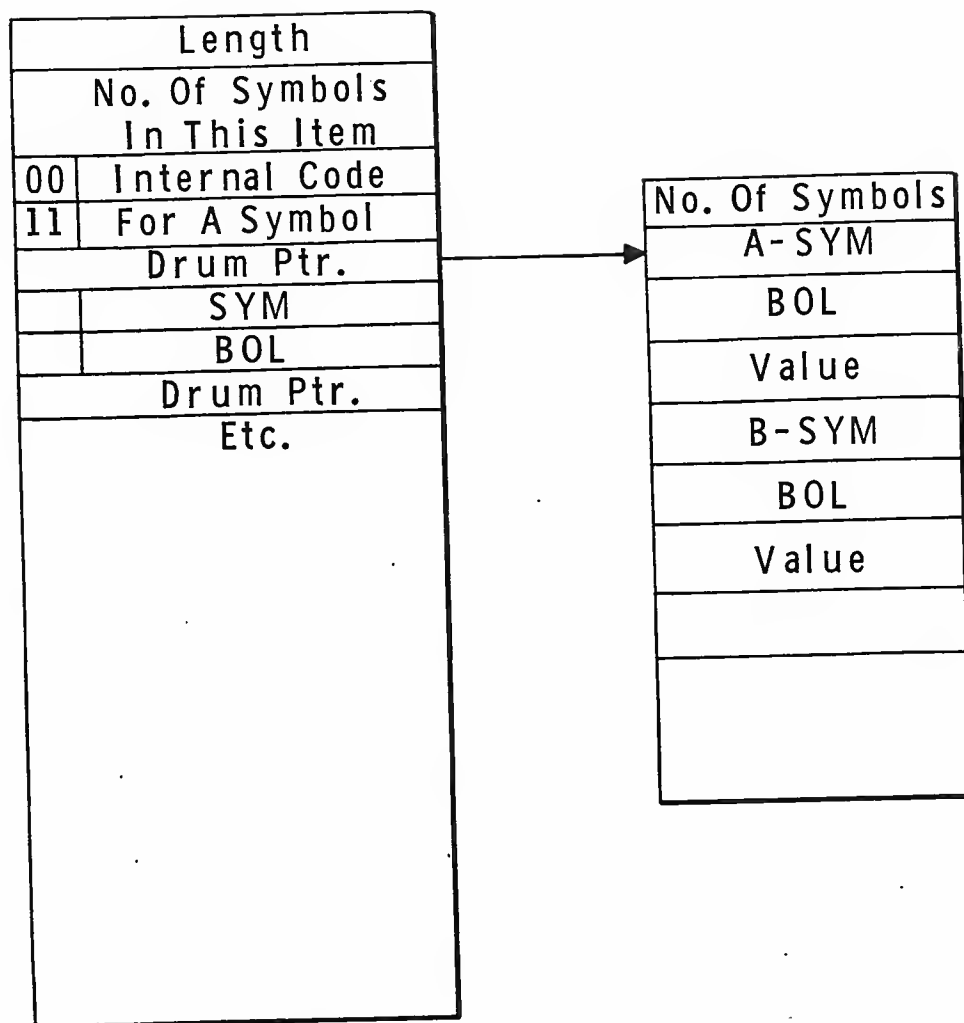 Length
No. Of Symbols
In This Item
00 Internal Code
11 For A Symbol
Drum Ptr.
SYM
BOL
Drum Ptr.
Etc.
No. Of Symbols
A-SYM
BOL
Value
B-SYM
BOL
Value